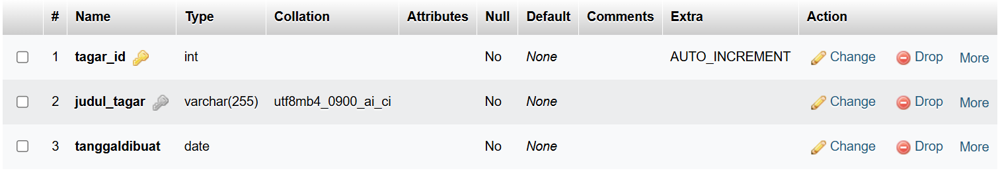 # Name Type Collation Attributes Null Default Comments Extra Action
1 tagar_id int No None AUTO_INCREMENT Change Drop More
2 judul_tagar varchar(255) utf8mb4_0900_ai_ci No None Change Drop More
3 tanggaldibuat date No None Change Drop More